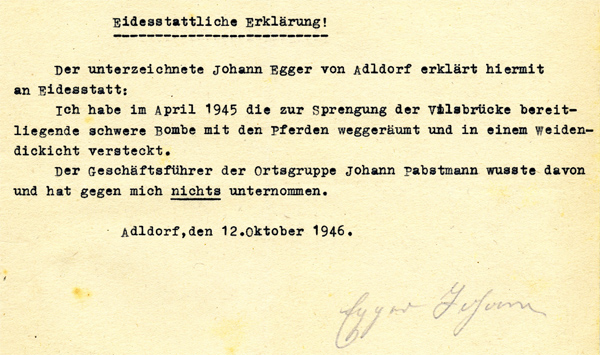 Eidesstattliche Erklärung!
Der unterzeichnete Johann Egger von Adldorf erklärt hiermit
an Eidesstatt:
Ich habe im April 1945 die zur Sprengung der Vilsbrücke bereit-
liegende schwere Bombe mit den Pferden weggeräumt und in einem Weiden-
dickicht versteckt.
Der Geschäftsführer der Ortsgruppe Johann Pabstmann wusste davon
und hat gegen mich nichts unternommen.
Adldorf,den 12.Oktober 1946.
Egger Johann